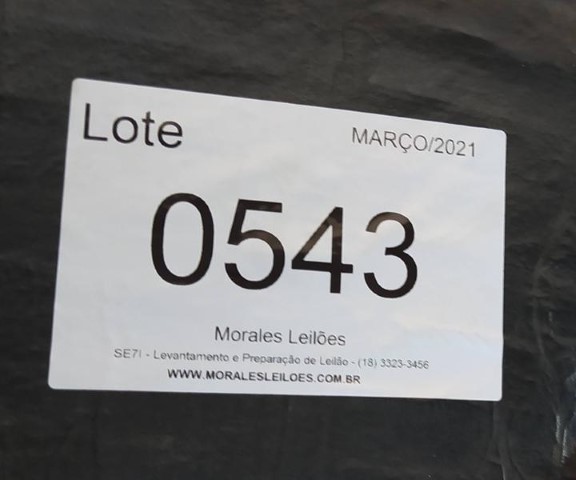 Lote MARÇO/2021
0543
Morales Leilões
SE7I - Levantamento e Preparação de Leilão - (18) 3323-3456
WWW.MORALESLEILOES.COM.BR